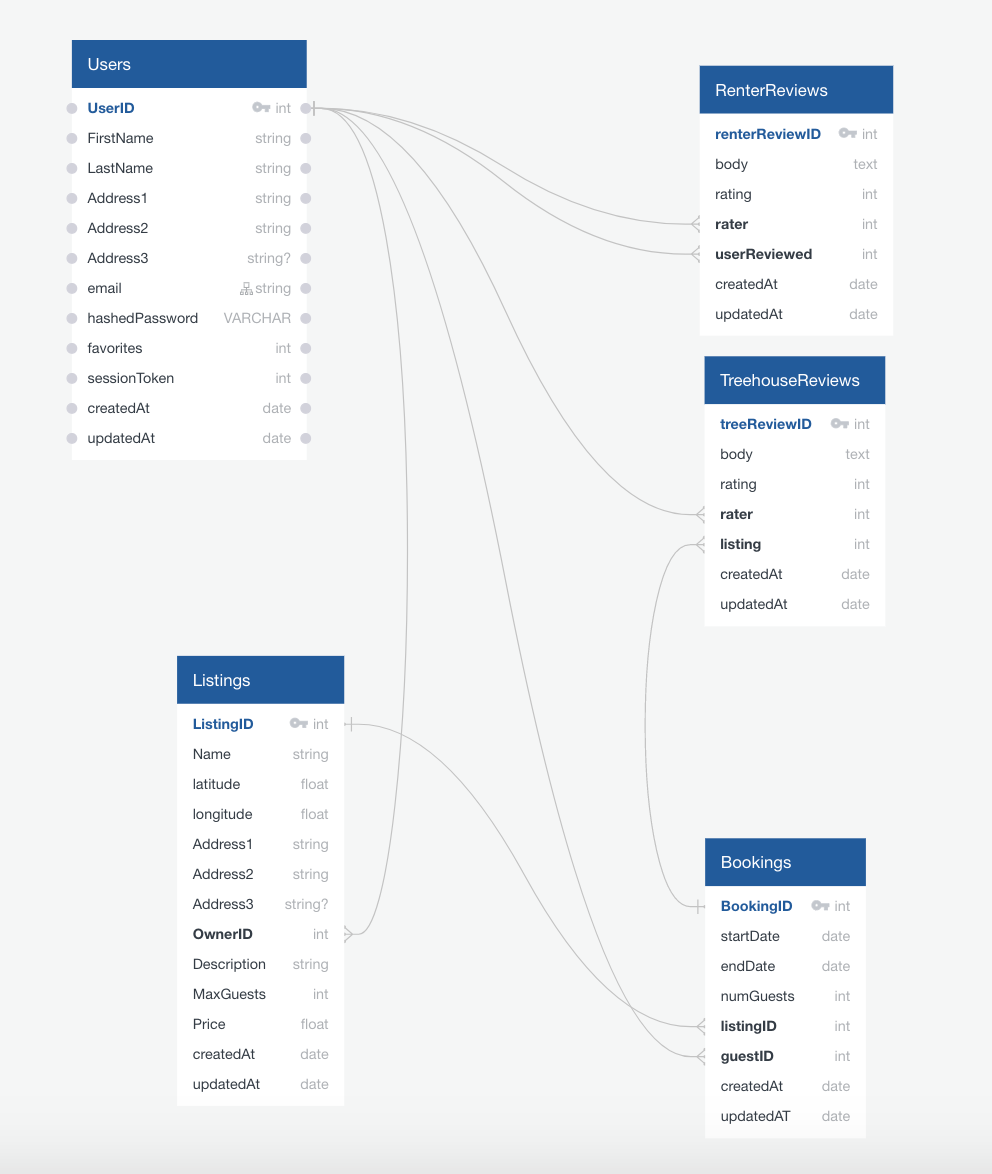 Users
UserID int
FirstName string
LastName string
Address1 string
Address2 string
Address3 string?
email string
hashedPassword VARCHAR
favorites int
sessionToken int
createdAt date
updatedAt date
RenterReviews
renterReviewID int
body text
rating int
rater int
userReviewed int
createdAt date
updatedAt date
TreehouseReviews
treeReviewID int
body text
rating int
rater int
listing int
createdAt date
updatedAt date
Listings
ListingID int
Name string
latitude float
longitude float
Address1 string
Address2 string
Address3 string?
OwnerID int
Description string
MaxGuests int
Price float
createdAt date
updatedAt date
Bookings
BookingID int
startDate date
endDate date
numGuests int
listingID int
guestID int
createdAt date
updatedAT date